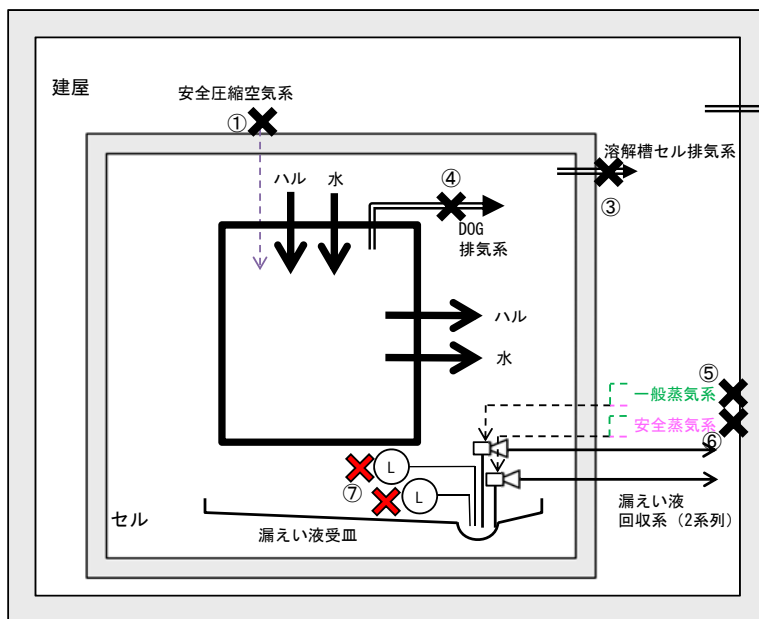 建屋
安全圧縮空気系
①
溶解槽セル排気系
③
ハル
水
④
DOG
排気系
ハル
水
⑤
一般蒸気系
安全蒸気系
⑥
L
⑦
L
漏えい液
回収系（2系列）
セル
漏えい液受皿